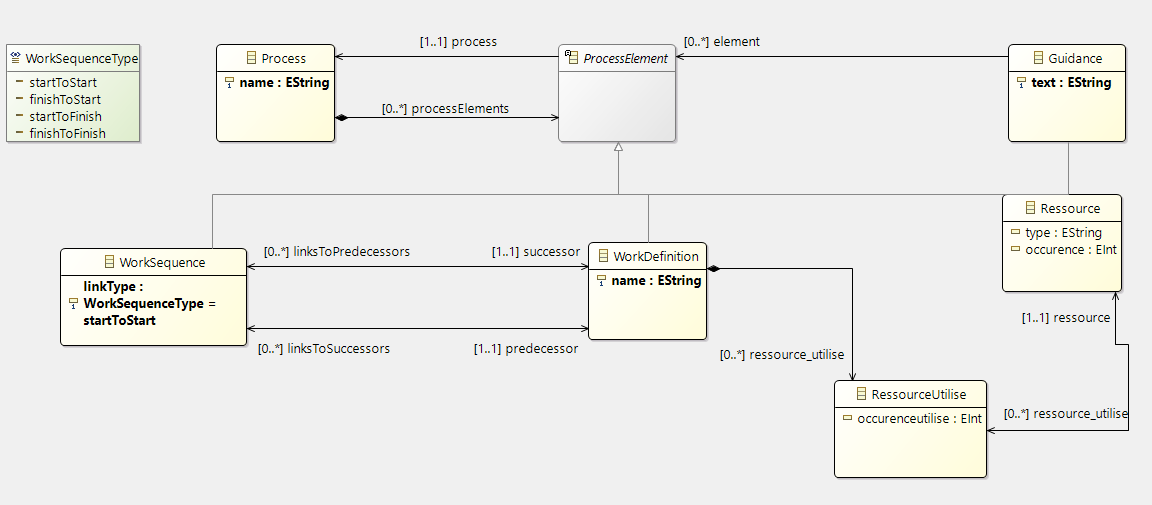 WorkSequenceType
startToStart
finishToStart
startToFinish
finishToFinish
Process
name : EString
[1..1] process
[0..*] processElements
ProcessElement
[0..*] element
Guidance
text : EString
WorkSequence
linkType :
WorkSequenceType =
startToStart
[0..*] linksToPredecessors
[1..1] successor
[0..*] linksToSuccessors
[1..1] predecessor
WorkDefinition
name : EString
Ressource
type : EString
occurence : EInt
[1..1] ressource
[0..*] ressource_utilise
RessourceUtilise
occurenceutilise : EInt
[0..*] ressource_utilise